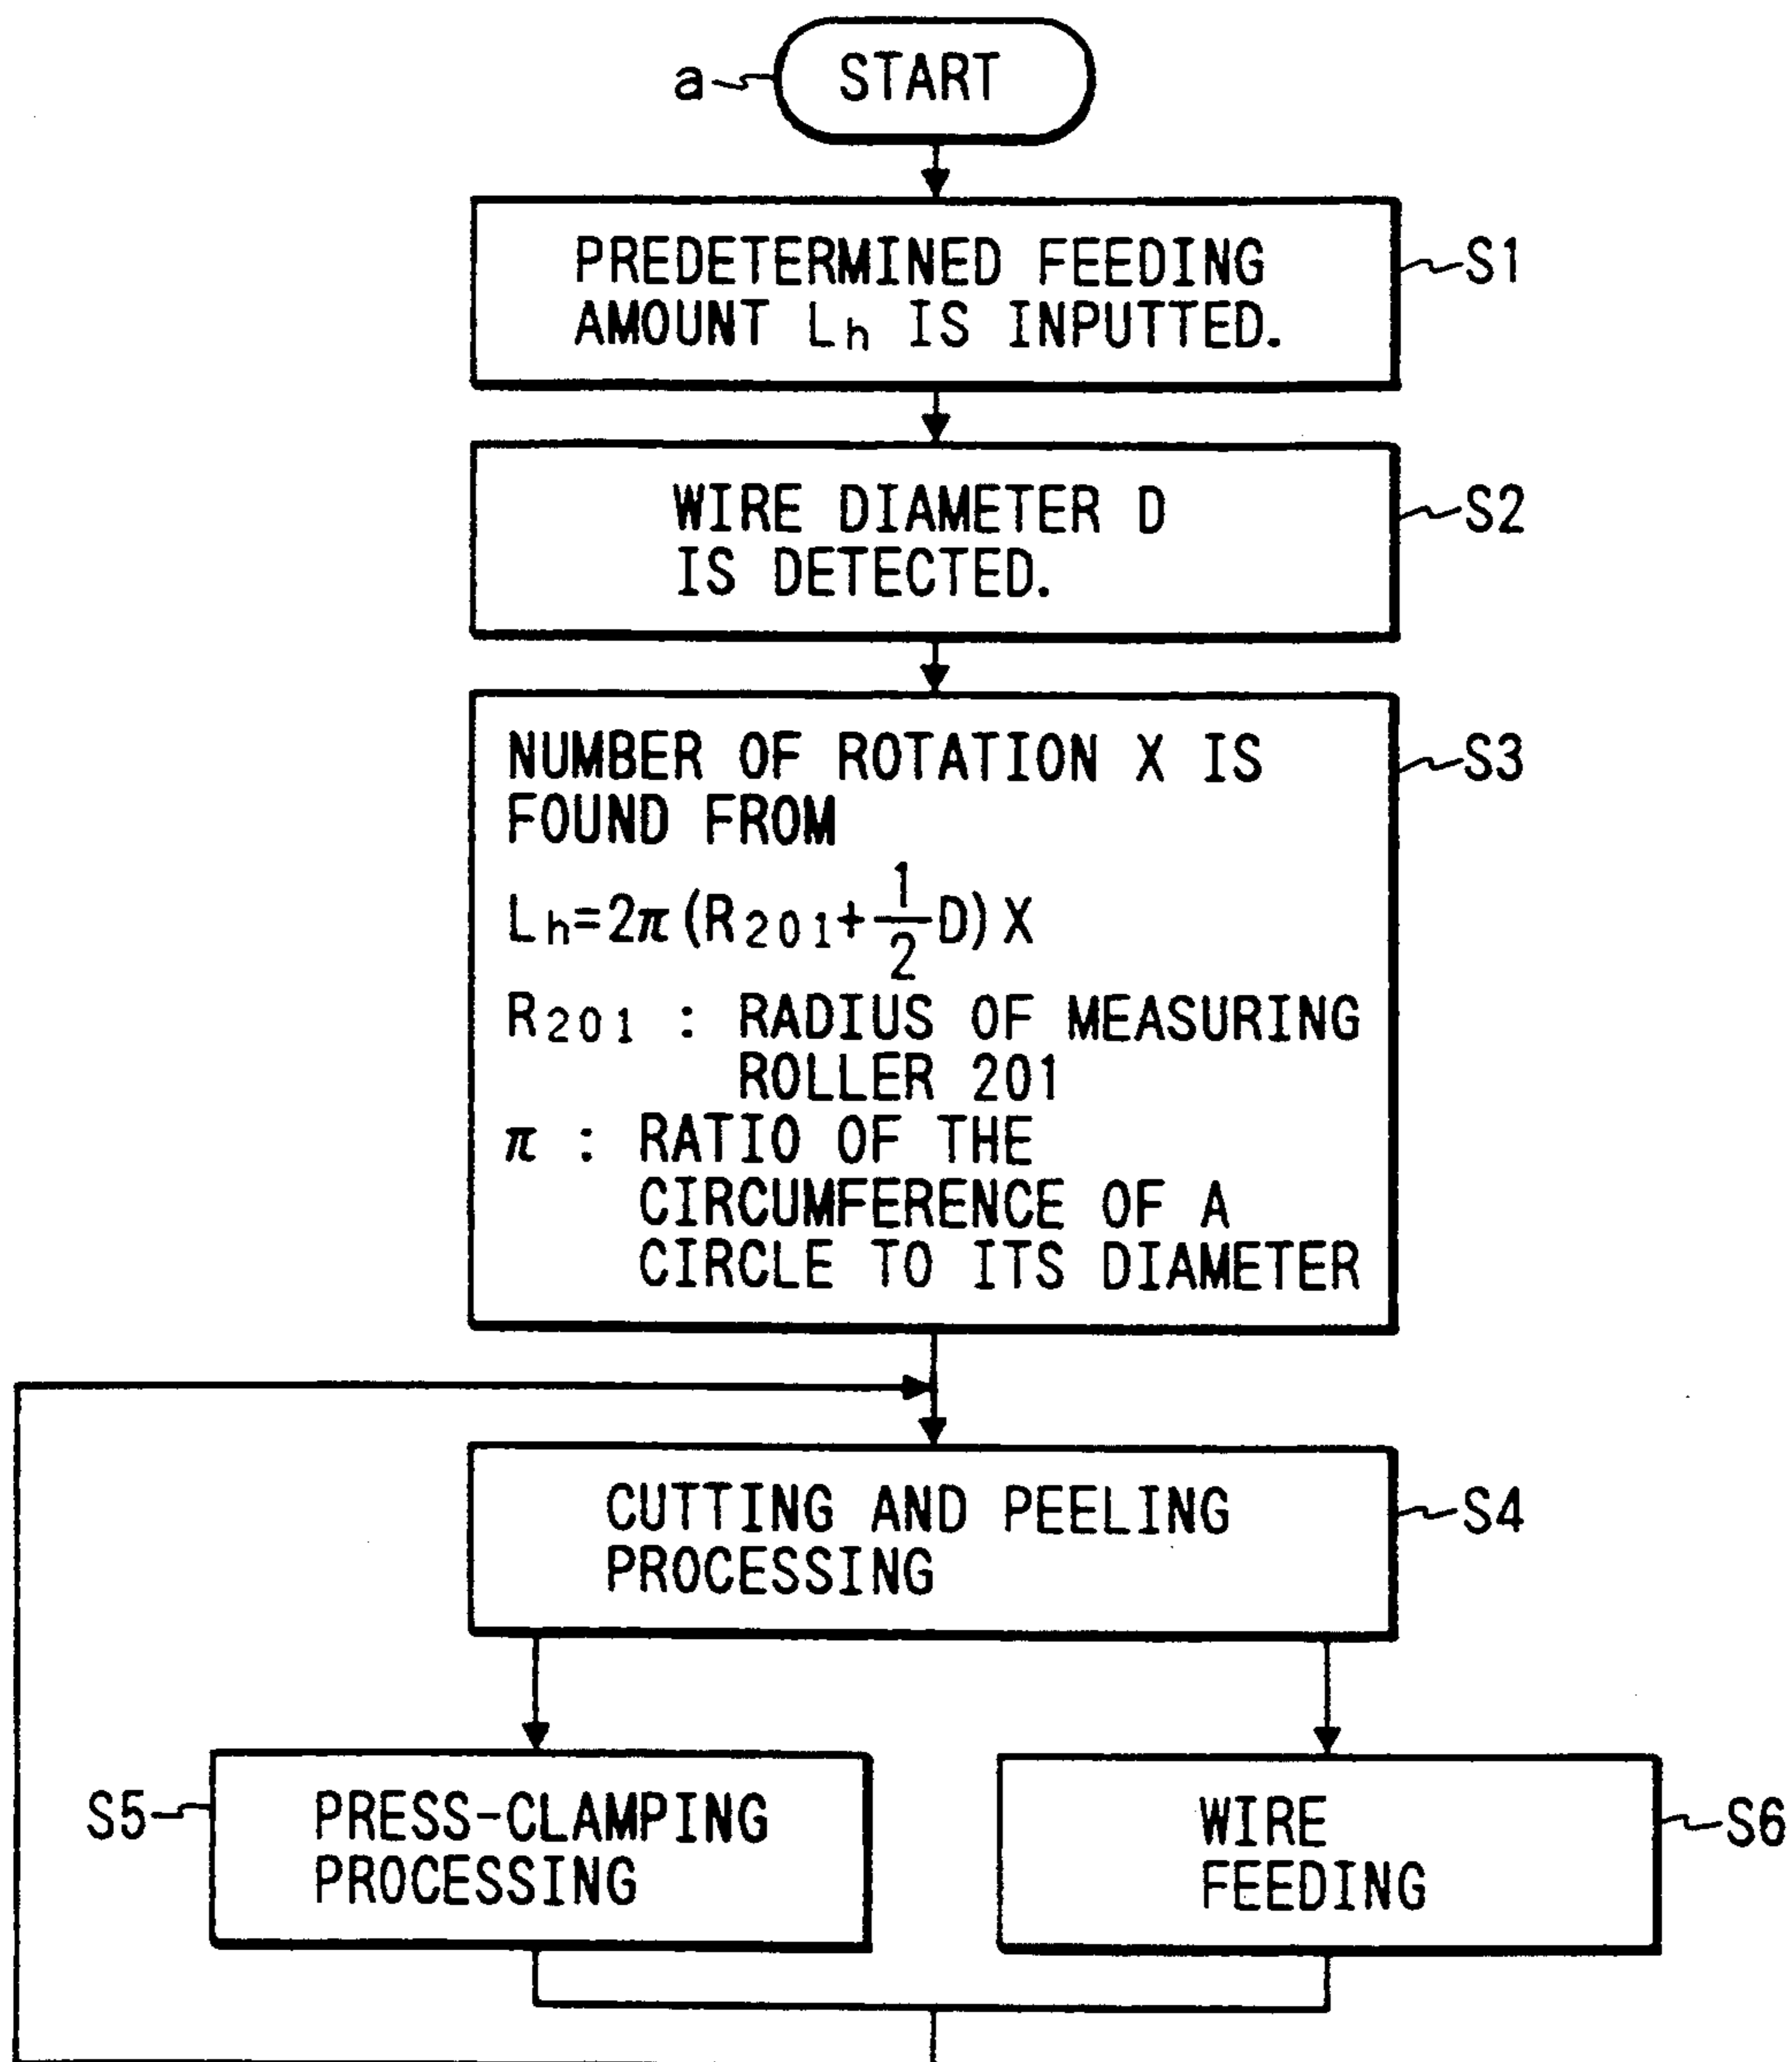 a START
PREDETERMINED FEEDING
AMOUNT Lh IS INPUTTED.
S1
WIRE DIAMETER D
IS DETECTED.
S2
NUMBER OF ROTATION X IS
FOUND FROM
Lh=2π(R201+1/2D)X
R201 : RADIUS OF MEASURING
ROLLER 201
π : RATIO OF THE
CIRCUMFERENCE OF A
CIRCLE TO ITS DIAMETER
S3
CUTTING AND PEELING
PROCESSING
S4
S5 PRESS-CLAMPING
PROCESSING
WIRE
FEEDING
S6